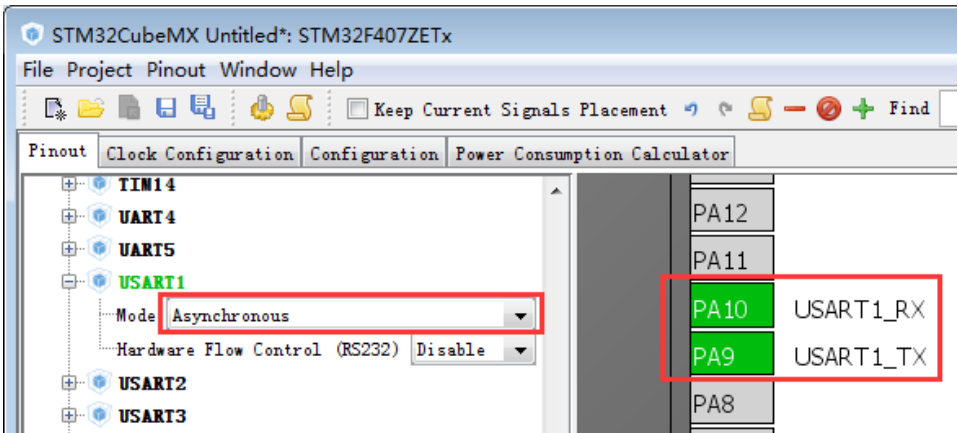 STM32CubeMX Untitled*: STM32F407ZETx
File Project Pinout Window Help
Keep Current Signals Placement Find
Pinout Clock Configuration Configuration Power Consumption Calculator
TIM14
UART4
UART5
USART1
Mode Asynchronous
Hardware Flow Control (RS232) Disable
USART2
USART3
PA12
PA11
PA10 USART1_RX
PA9 USART1_TX
PA8